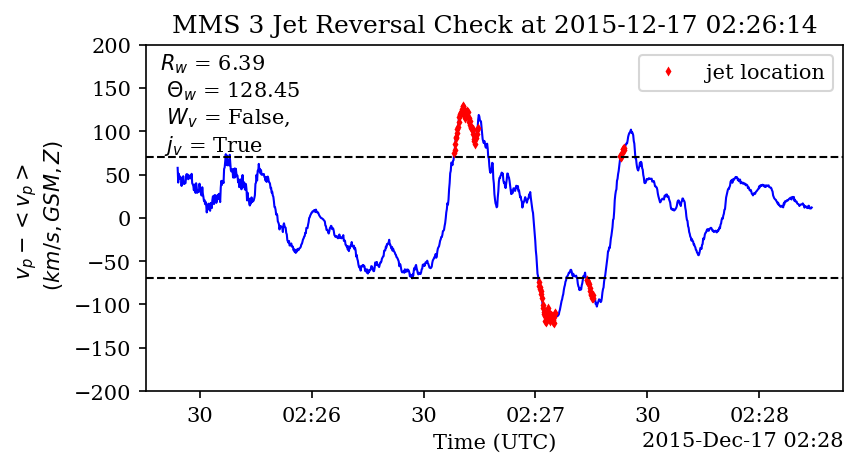 MMS 3 Jet Reversal Check at 2015-12-17 02:26:14
R_w = 6.39
Θ_w = 128.45
W_v = False,
j_v = True
jet location
200
150
100
50
0
−50
−100
−150
−200
v_p − < v_p >
(km/s, GSM, Z)
30 02:26 30 02:27 30 02:28
Time (UTC)
2015-Dec-17 02:28